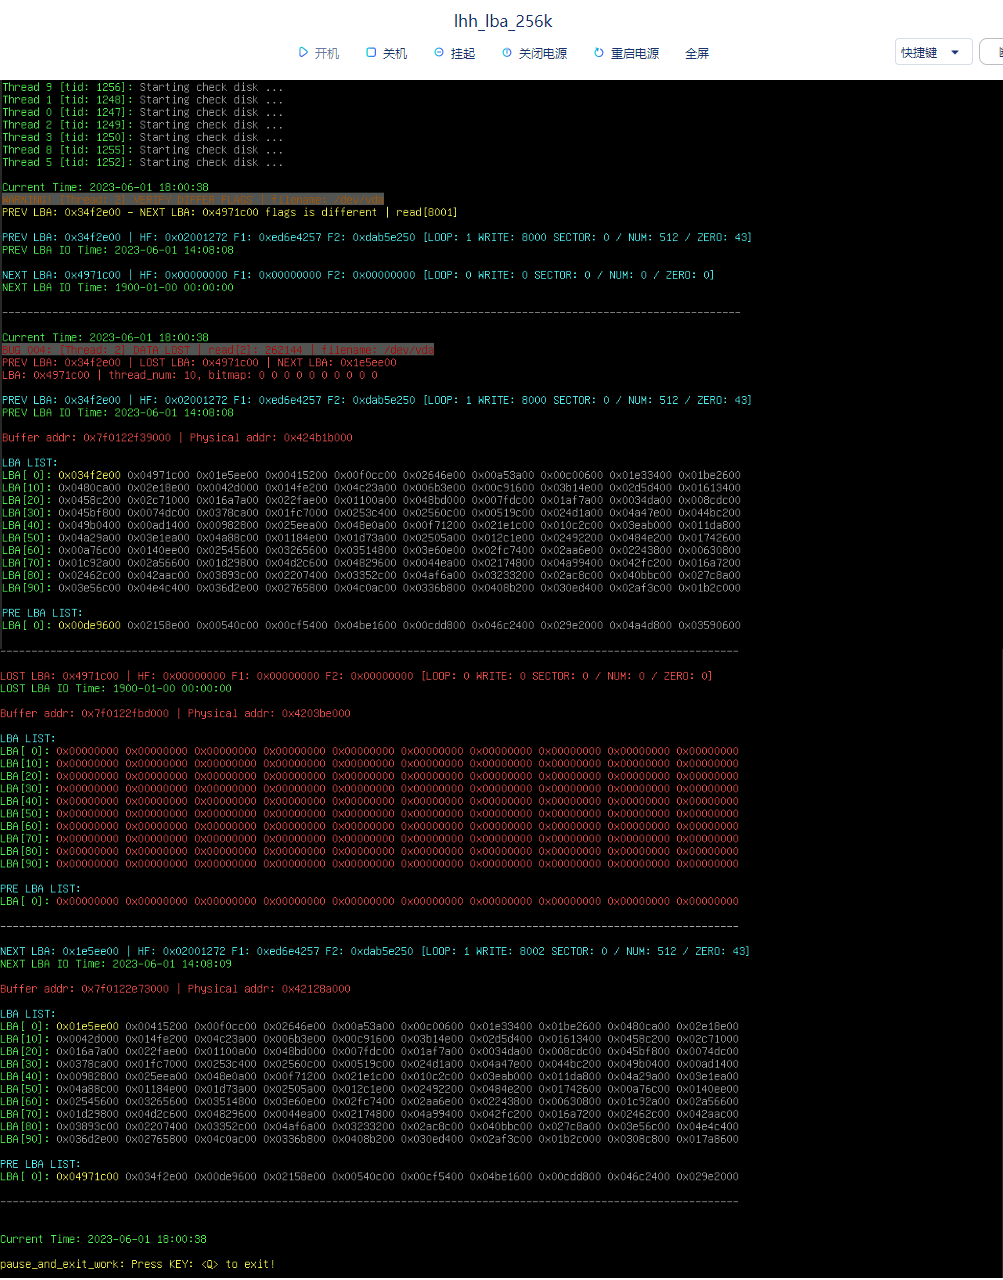 lhh_lba_256k
开机 关机 挂起 关闭电源 重启电源 全屏 快捷键
Thread 9 [tid: 1256]: Starting check disk ...
Thread 1 [tid: 1248]: Starting check disk ...
Thread 0 [tid: 1247]: Starting check disk ...
Thread 2 [tid: 1249]: Starting check disk ...
Thread 3 [tid: 1250]: Starting check disk ...
Thread 8 [tid: 1255]: Starting check disk ...
Thread 5 [tid: 1252]: Starting check disk ...
Current Time: 2023-06-01 18:00:38
WARNING: [Thread: 2] VERIFY DIFFER FLAGS | filename: /dev/vda
PREV LBA: 0x34f2e00 - NEXT LBA: 0x4971c00 flags is different | read[8001]
PREV LBA: 0x34f2e00 | HF: 0x02001272 F1: 0xed6e4257 F2: 0xdab5e250 [LOOP: 1 WRITE: 8000 SECTOR: 0 / NUM: 512 / ZERO: 43]
PREV LBA IO Time: 2023-06-01 14:08:08
NEXT LBA: 0x4971c00 | HF: 0x00000000 F1: 0x00000000 F2: 0x00000000 [LOOP: 0 WRITE: 0 SECTOR: 0 / NUM: 0 / ZERO: 0]
NEXT LBA IO Time: 1900-01-00 00:00:00
Current Time: 2023-06-01 18:00:38
BUG 004: [Thread: 2] DATA LOST | read[2]: 262144 | filename: /dev/vda
PREV LBA: 0x34f2e00 | LOST LBA: 0x4971c00 | NEXT LBA: 0x1e5ee00
LBA: 0x4971c00 | thread_num: 10, bitmap: 0 0 0 0 0 0 0 0 0 0
PREV LBA: 0x34f2e00 | HF: 0x02001272 F1: 0xed6e4257 F2: 0xdab5e250 [LOOP: 1 WRITE: 8000 SECTOR: 0 / NUM: 512 / ZERO: 43]
PREV LBA IO Time: 2023-06-01 14:08:08
Buffer addr: 0x7f0122f39000 | Physical addr: 0x424b1b000
LBA LIST:
LBA[ 0]: 0x034f2e00 0x04971c00 0x01e5ee00 0x00415200 0x00f0cc00 0x02646e00 0x00a53a00 0x00c00600 0x01e33400 0x01be2600
LBA[10]: 0x0480ca00 0x02e18e00 0x0042d000 0x014fe200 0x04c23a00 0x006b3e00 0x00c91600 0x03b14e00 0x02d5d400 0x01613400
LBA[20]: 0x0458c200 0x02c71000 0x016a7a00 0x022fae00 0x01100a00 0x048bd000 0x007fdc00 0x01af7a00 0x0034da00 0x008cdc00
LBA[30]: 0x045bf800 0x0074dc00 0x0378ca00 0x01fc7000 0x0253c400 0x02560c00 0x00519c00 0x024d1a00 0x04a47e00 0x044bc200
LBA[40]: 0x049b0400 0x00ad1400 0x00982800 0x025eea00 0x048e0a00 0x00f71200 0x021e1c00 0x010c2c00 0x03eab000 0x011da800
LBA[50]: 0x04a29a00 0x03e1ea00 0x04a88c00 0x01184e00 0x01d73a00 0x02505a00 0x012c1e00 0x02492200 0x0484e200 0x01742600
LBA[60]: 0x00a76c00 0x0140ee00 0x02545600 0x03265600 0x03514800 0x03e60e00 0x02fc7400 0x02aa6e00 0x02243800 0x00630800
LBA[70]: 0x01c92a00 0x02a56600 0x01d29800 0x04d2c600 0x04829600 0x0044ea00 0x02174800 0x04a99400 0x042fc200 0x016a7200
LBA[80]: 0x02462c00 0x042aac00 0x03893c00 0x02207400 0x03352c00 0x04af6a00 0x03233200 0x02ac8c00 0x040bbc00 0x027c8a00
LBA[90]: 0x03e56c00 0x04e4c400 0x036d2e00 0x02765800 0x04c0ac00 0x0336b800 0x0408b200 0x030ed400 0x02af3c00 0x01b2c000
PRE LBA LIST:
LBA[ 0]: 0x00de9600 0x02158e00 0x00540c00 0x00cf5400 0x04be1600 0x00cdd800 0x046c2400 0x029e2000 0x04a4d800 0x03590600
LOST LBA: 0x4971c00 | HF: 0x00000000 F1: 0x00000000 F2: 0x00000000 [LOOP: 0 WRITE: 0 SECTOR: 0 / NUM: 0 / ZERO: 0]
LOST LBA IO Time: 1900-01-00 00:00:00
Buffer addr: 0x7f0122fbd000 | Physical addr: 0x4203be000
LBA LIST:
LBA[ 0]: 0x00000000 0x00000000 0x00000000 0x00000000 0x00000000 0x00000000 0x00000000 0x00000000 0x00000000 0x00000000
LBA[10]: 0x00000000 0x00000000 0x00000000 0x00000000 0x00000000 0x00000000 0x00000000 0x00000000 0x00000000 0x00000000
LBA[20]: 0x00000000 0x00000000 0x00000000 0x00000000 0x00000000 0x00000000 0x00000000 0x00000000 0x00000000 0x00000000
LBA[30]: 0x00000000 0x00000000 0x00000000 0x00000000 0x00000000 0x00000000 0x00000000 0x00000000 0x00000000 0x00000000
LBA[40]: 0x00000000 0x00000000 0x00000000 0x00000000 0x00000000 0x00000000 0x00000000 0x00000000 0x00000000 0x00000000
LBA[50]: 0x00000000 0x00000000 0x00000000 0x00000000 0x00000000 0x00000000 0x00000000 0x00000000 0x00000000 0x00000000
LBA[60]: 0x00000000 0x00000000 0x00000000 0x00000000 0x00000000 0x00000000 0x00000000 0x00000000 0x00000000 0x00000000
LBA[70]: 0x00000000 0x00000000 0x00000000 0x00000000 0x00000000 0x00000000 0x00000000 0x00000000 0x00000000 0x00000000
LBA[80]: 0x00000000 0x00000000 0x00000000 0x00000000 0x00000000 0x00000000 0x00000000 0x00000000 0x00000000 0x00000000
LBA[90]: 0x00000000 0x00000000 0x00000000 0x00000000 0x00000000 0x00000000 0x00000000 0x00000000 0x00000000 0x00000000
PRE LBA LIST:
LBA[ 0]: 0x00000000 0x00000000 0x00000000 0x00000000 0x00000000 0x00000000 0x00000000 0x00000000 0x00000000 0x00000000
NEXT LBA: 0x1e5ee00 | HF: 0x02001272 F1: 0xed6e4257 F2: 0xdab5e250 [LOOP: 1 WRITE: 8002 SECTOR: 0 / NUM: 512 / ZERO: 43]
NEXT LBA IO Time: 2023-06-01 14:08:09
Buffer addr: 0x7f0122e73000 | Physical addr: 0x42128a000
LBA LIST:
LBA[ 0]: 0x01e5ee00 0x00415200 0x00f0cc00 0x02646e00 0x00a53a00 0x00c00600 0x01e33400 0x01be2600 0x0480ca00 0x02e18e00
LBA[10]: 0x0042d000 0x014fe200 0x04c23a00 0x006b3e00 0x00c91600 0x03b14e00 0x02d5d400 0x01613400 0x0458c200 0x02c71000
LBA[20]: 0x016a7a00 0x022fae00 0x01100a00 0x048bd000 0x007fdc00 0x01af7a00 0x0034da00 0x008cdc00 0x045bf800 0x0074dc00
LBA[30]: 0x0378ca00 0x01fc7000 0x0253c400 0x02560c00 0x00519c00 0x024d1a00 0x04a47e00 0x044bc200 0x049b0400 0x00ad1400
LBA[40]: 0x00982800 0x025eea00 0x048e0a00 0x00f71200 0x021e1c00 0x010c2c00 0x03eab000 0x011da800 0x04a29a00 0x03e1ea00
LBA[50]: 0x04a88c00 0x01184e00 0x01d73a00 0x02505a00 0x012c1e00 0x02492200 0x0484e200 0x01742600 0x00a76c00 0x0140ee00
LBA[60]: 0x02545600 0x03265600 0x03514800 0x03e60e00 0x02fc7400 0x02aa6e00 0x02243800 0x00630800 0x01c92a00 0x02a56600
LBA[70]: 0x01d29800 0x04d2c600 0x04829600 0x0044ea00 0x02174800 0x04a99400 0x042fc200 0x016a7200 0x02462c00 0x042aac00
LBA[80]: 0x03893c00 0x02207400 0x03352c00 0x04af6a00 0x03233200 0x02ac8c00 0x040bbc00 0x027c8a00 0x03e56c00 0x04e4c400
LBA[90]: 0x036d2e00 0x02765800 0x04c0ac00 0x0336b800 0x0408b200 0x030ed400 0x02af3c00 0x01b2c000 0x0308c800 0x017a8600
PRE LBA LIST:
LBA[ 0]: 0x04971c00 0x034f2e00 0x00de9600 0x02158e00 0x00540c00 0x00cf5400 0x04be1600 0x00cdd800 0x046c2400 0x029e2000
Current Time: 2023-06-01 18:00:38
pause_and_exit_work: Press KEY: <Q> to exit!